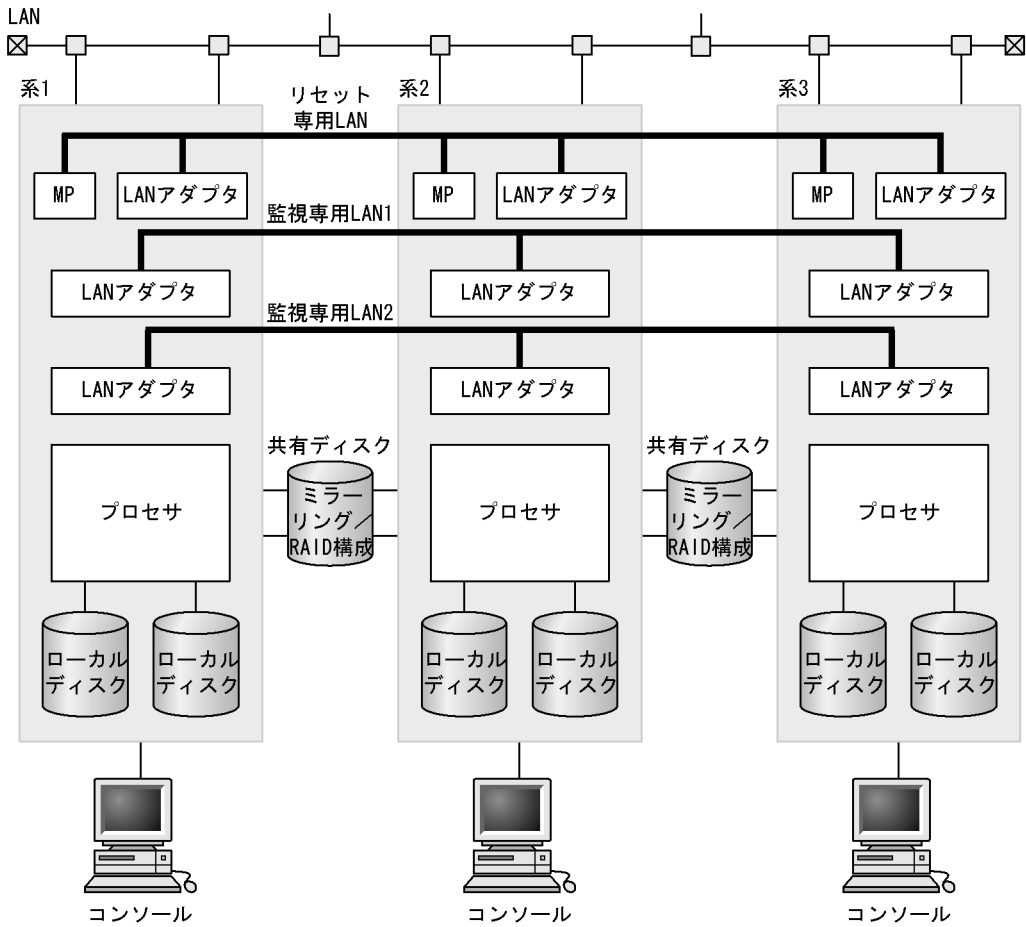 LAN
系1
リセット
専用LAN
系2
系3
MP
LANアダプタ
MP
LANアダプタ
MP
LANアダプタ
監視専用LAN1
LANアダプタ
LANアダプタ
LANアダプタ
監視専用LAN2
LANアダプタ
LANアダプタ
LANアダプタ
共有ディスク
共有ディスク
プロセサ
ミラー
リング／
RAID構成
プロセサ
ミラー
リング／
RAID構成
プロセサ
ローカル
ディスク
ローカル
ディスク
ローカル
ディスク
ローカル
ディスク
ローカル
ディスク
ローカル
ディスク
コンソール
コンソール
コンソール